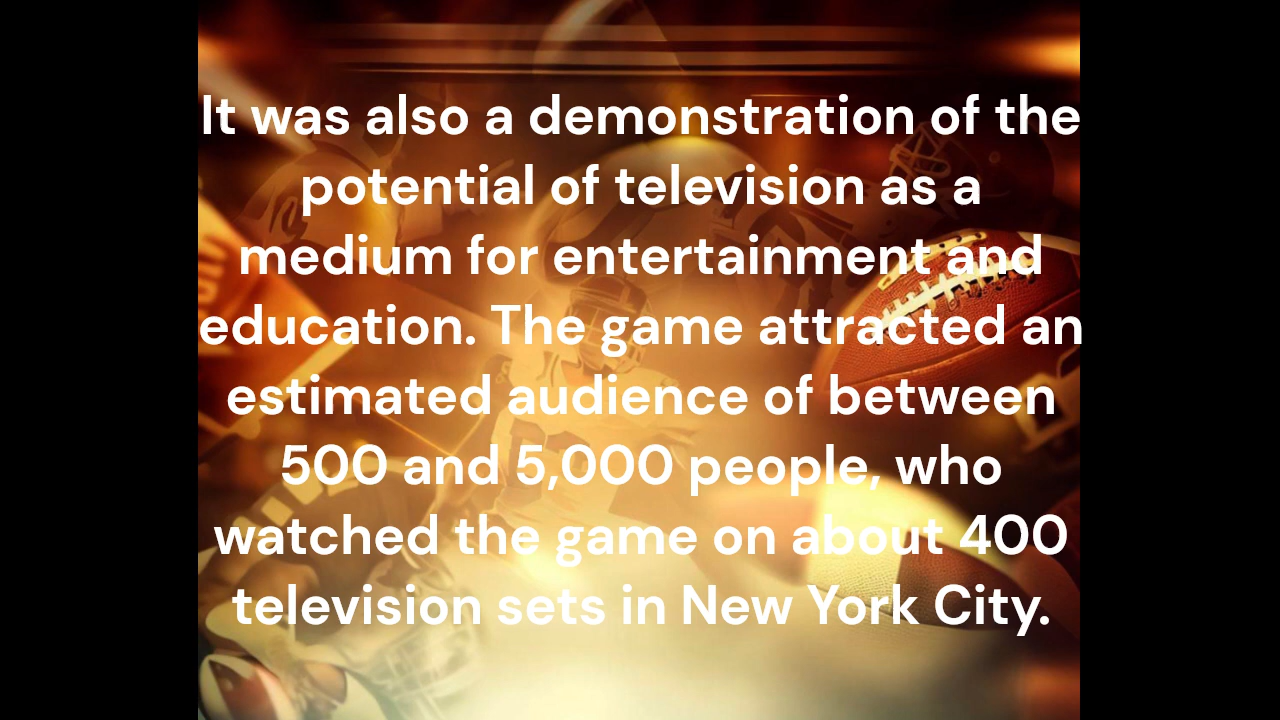 It was also a demonstration of the
potential of television as a
medium for entertainment and
education. The game attracted an
estimated audience of between
500 and 5,000 people, who
watched the game on about 400
television sets in New York City.